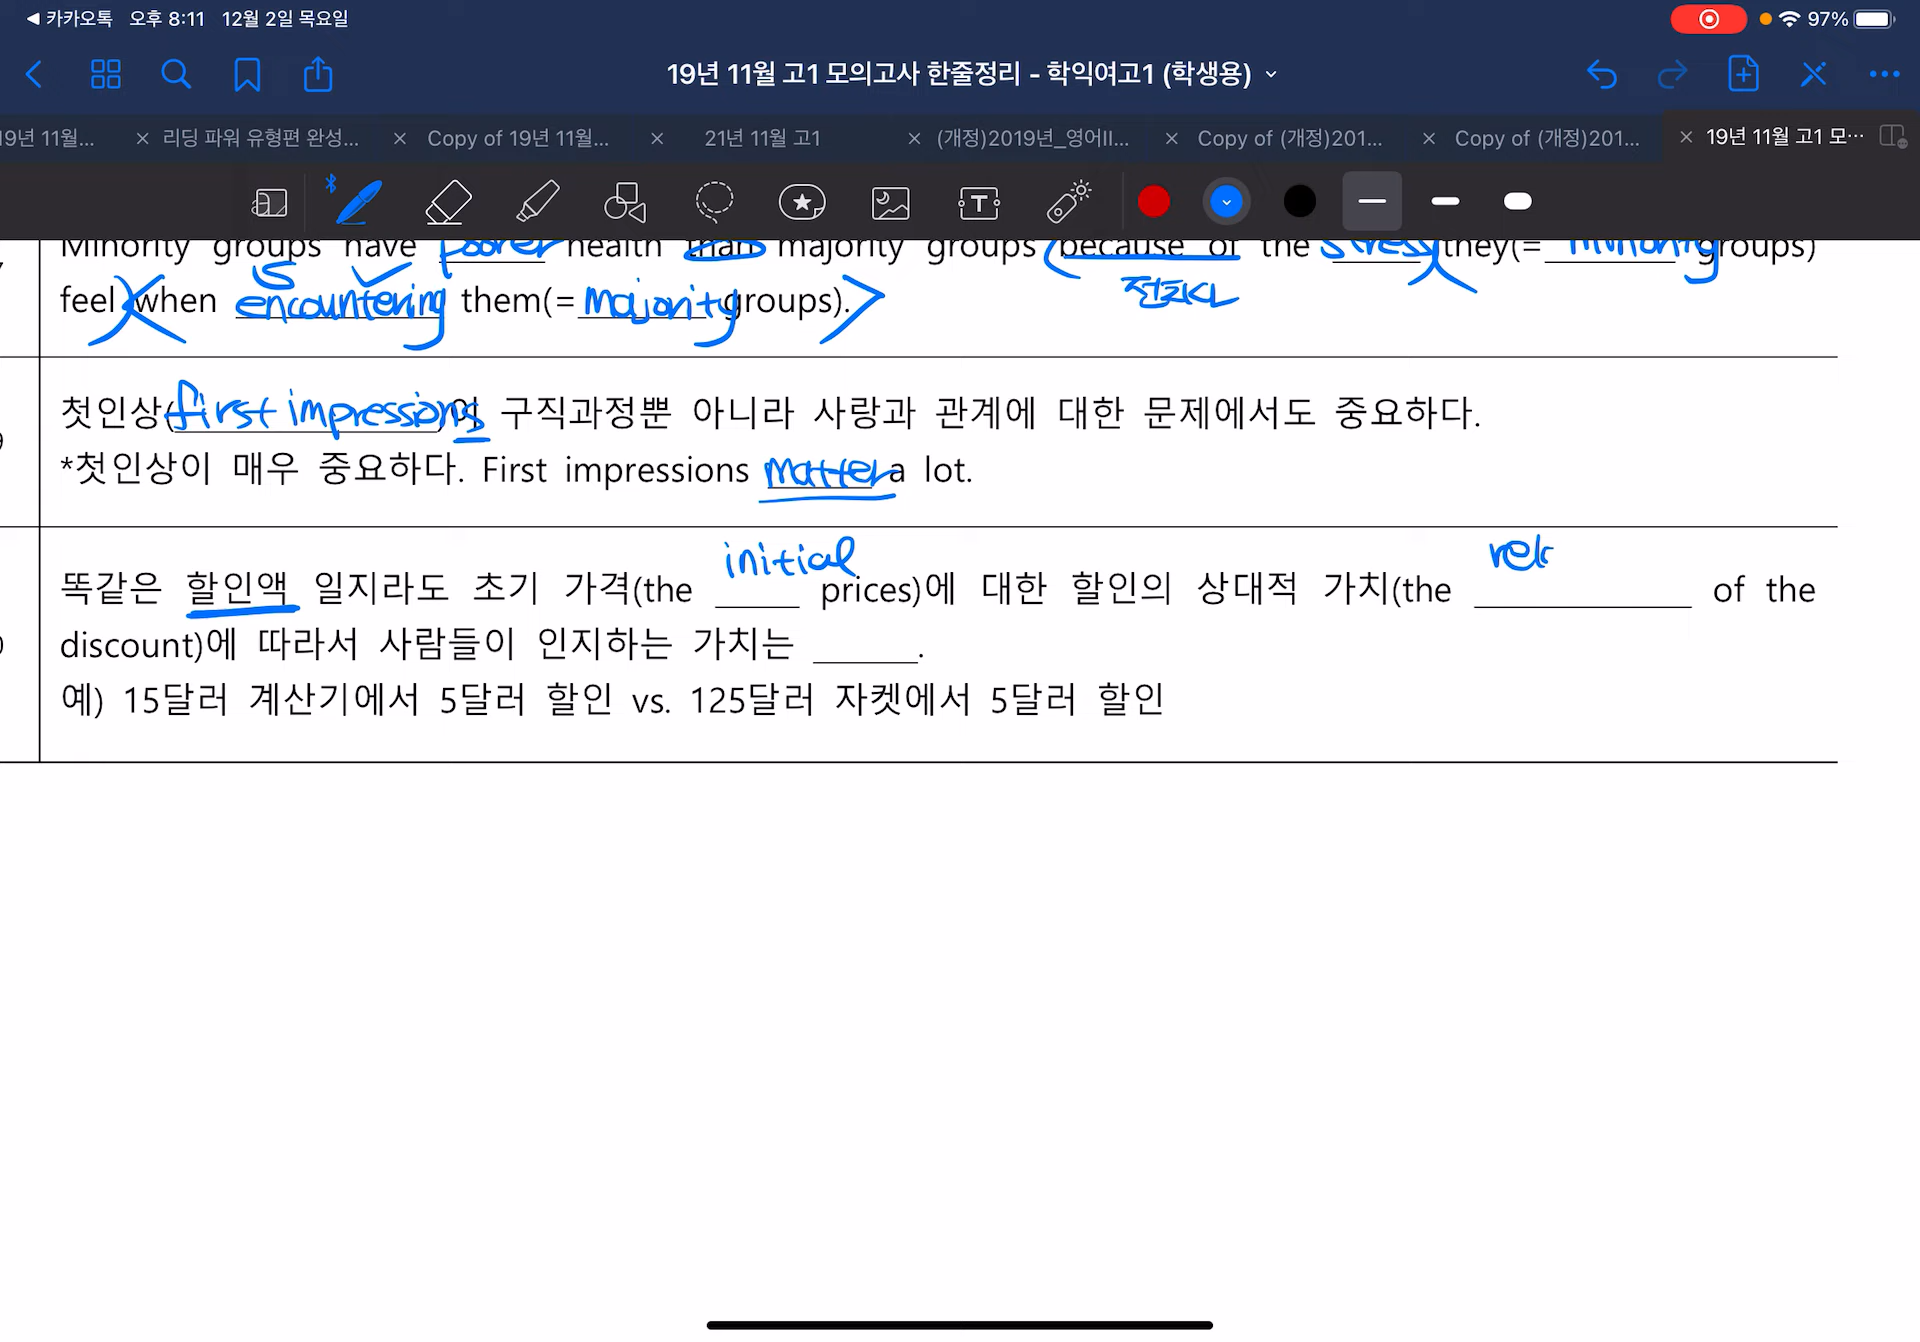 ◀ 카카오톡 오후 8:11 12월 2일 목요일 97%
19년 11월 고1 모의고사 한줄정리 - 학익여고1 (학생용)
19년 11월... × 리딩 파워 유형편 완성... × Copy of 19년 11월... × 21년 11월 고1 × (개정)2019년_영어II... × Copy of (개정)201... × Copy of (개정)201... × 19년 11월 고1 모...
Minority groups have poorer health than majority groups because of the stress they(= minority groups)
feel when encountering them(= majority groups). 전치사
S
첫인상(first impressions)이 구직과정뿐 아니라 사랑과 관계에 대한 문제에서도 중요하다.
*첫인상이 매우 중요하다. First impressions matter a lot.
똑같은 할인액 일지라도 초기 가격(the initial prices)에 대한 할인의 상대적 가치(the rela of the
discount)에 따라서 사람들이 인지하는 가치는 ______.
예) 15달러 계산기에서 5달러 할인 vs. 125달러 자켓에서 5달러 할인